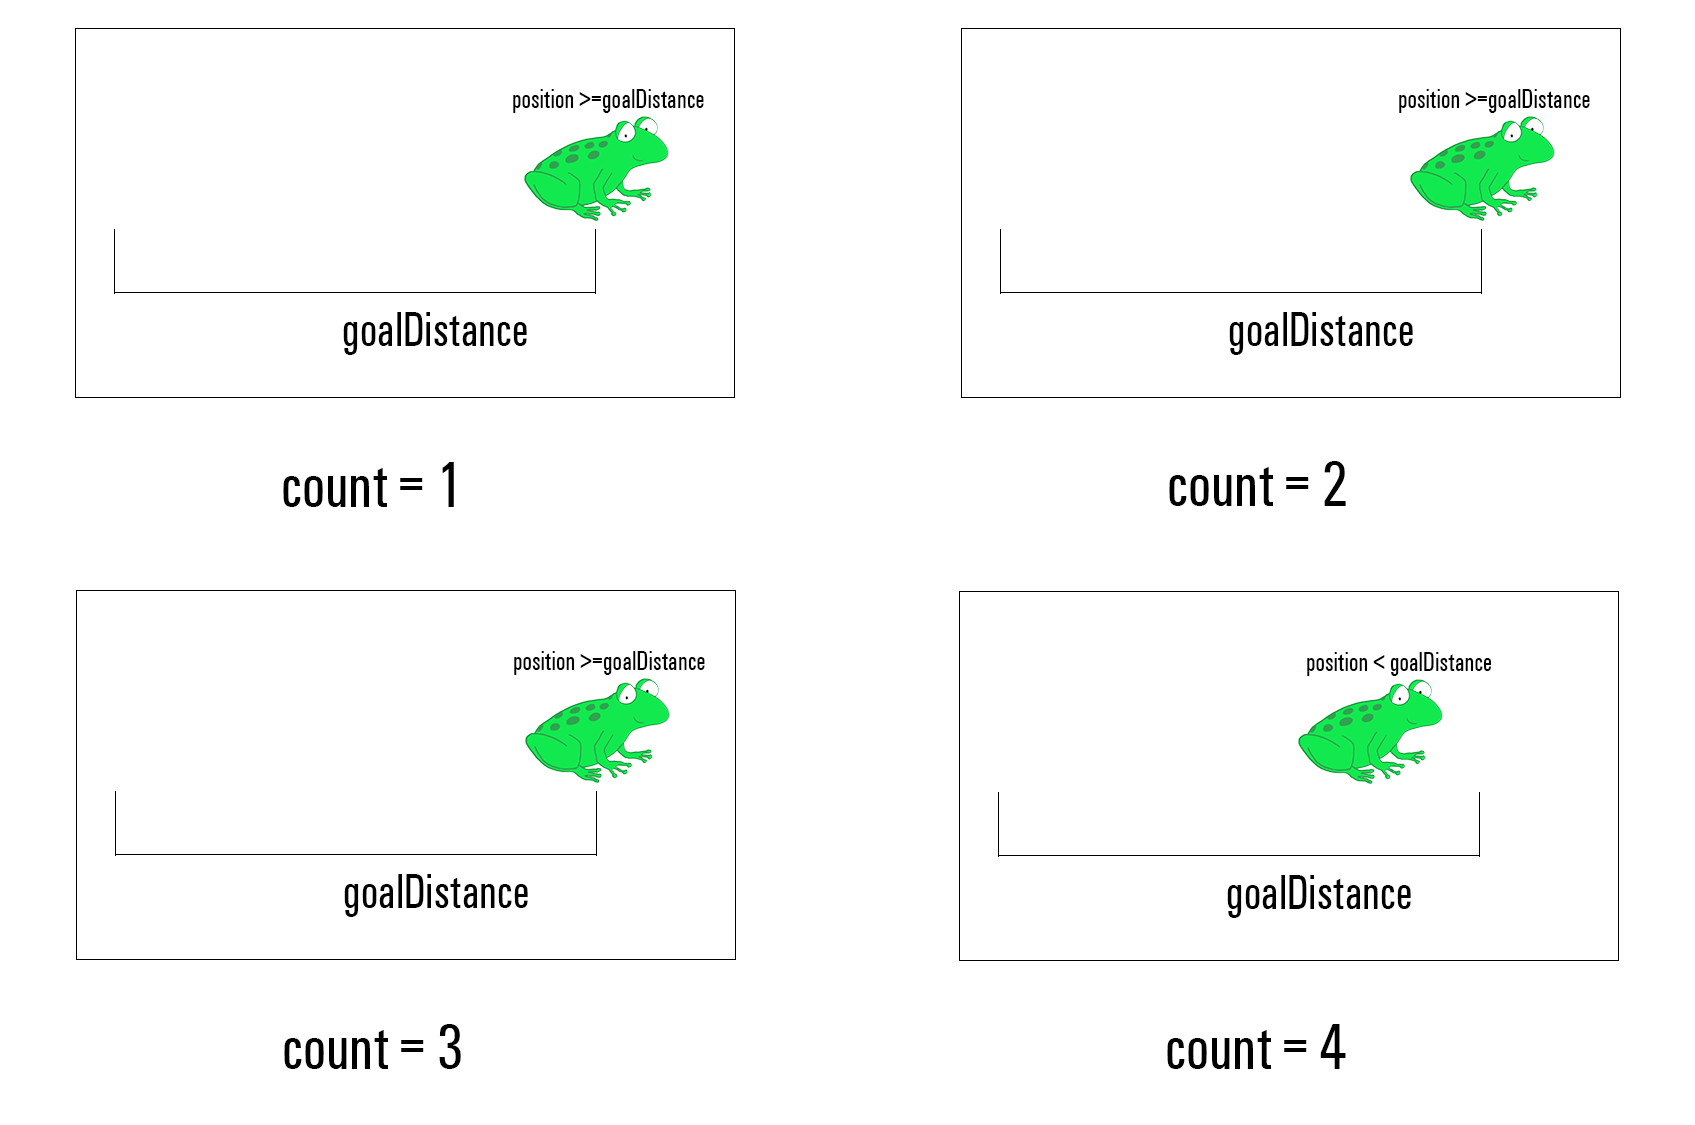 position >=goalDistance
goalDistance
count = 1
position >=goalDistance
goalDistance
count = 2
position >=goalDistance
goalDistance
count = 3
position < goalDistance
goalDistance
count = 4